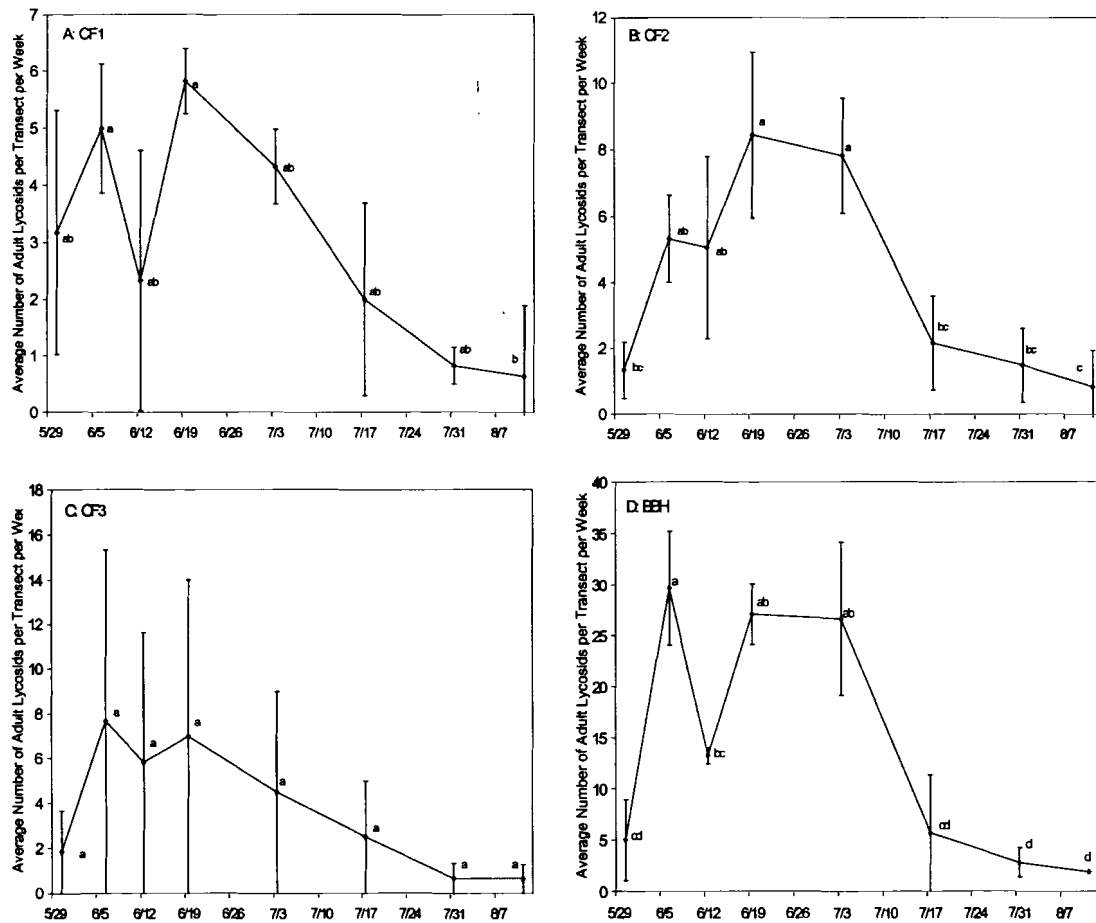 A: CF1
Average Number of Adult Lycosids per Transect per Week
7
6
5
4
3
2
1
0
ab
a
ab
a
ab
ab
ab
b
5/29 6/5 6/12 6/19 6/26 7/3 7/10 7/17 7/24 7/31 8/7
B: CF2
Average Number of Adult Lycosids per Transect per Week
12
10
8
6
4
2
0
bc
ab
ab
a
a
bc
bc
c
5/29 6/5 6/12 6/19 6/26 7/3 7/10 7/17 7/24 7/31 8/7
C: CF3
Average Number of Adult Lycosids per Transect per Wee
18
16
14
12
10
8
6
4
2
0
a
a
a
a
a
a
a
a
5/29 6/5 6/12 6/19 6/26 7/3 7/10 7/17 7/24 7/31 8/7
D: BBH
Average Number of Adult Lycosids per Transect per Week
40
35
30
25
20
15
10
5
0
cd
a
bc
ab
ab
cd
d
d
5/29 6/5 6/12 6/19 6/26 7/3 7/10 7/17 7/24 7/31 8/7